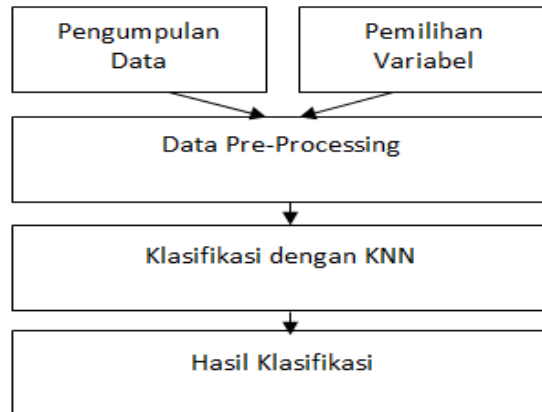 Pengumpulan
Data
Pemilihan
Variabel
Data Pre-Processing
Klasifikasi dengan KNN
Hasil Klasifikasi